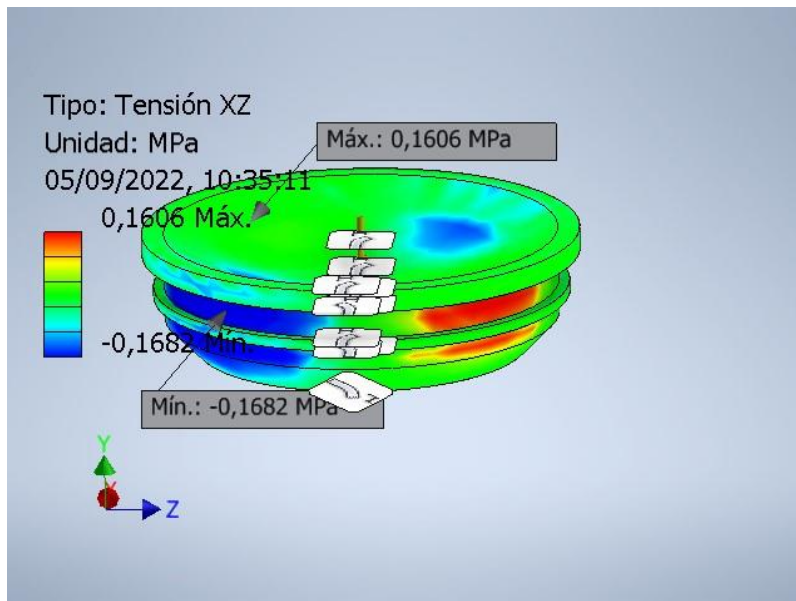 Tipo: Tensión XZ
Unidad: MPa
05/09/2022, 10:35:11
Máx.: 0,1606 MPa
0,1606 Máx.
-0,1682 Mín.
Mín.: -0,1682 MPa
Y
Z